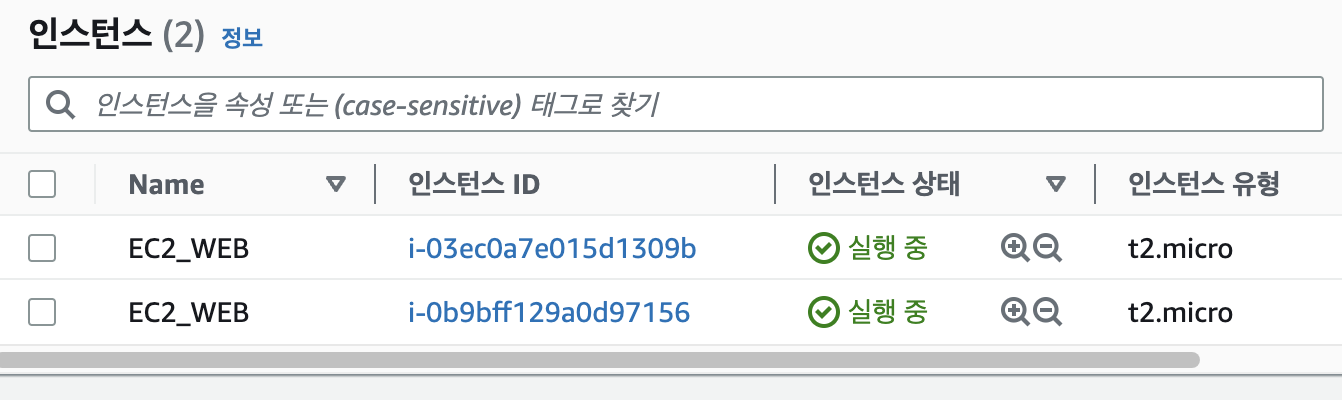 인스턴스 (2) 정보
인스턴스을 속성 또는 (case-sensitive) 태그로 찾기
Name 인스턴스 ID 인스턴스 상태 인스턴스 유형
EC2_WEB i-03ec0a7e015d1309b 실행 중 t2.micro
EC2_WEB i-0b9bff129a0d97156 실행 중 t2.micro